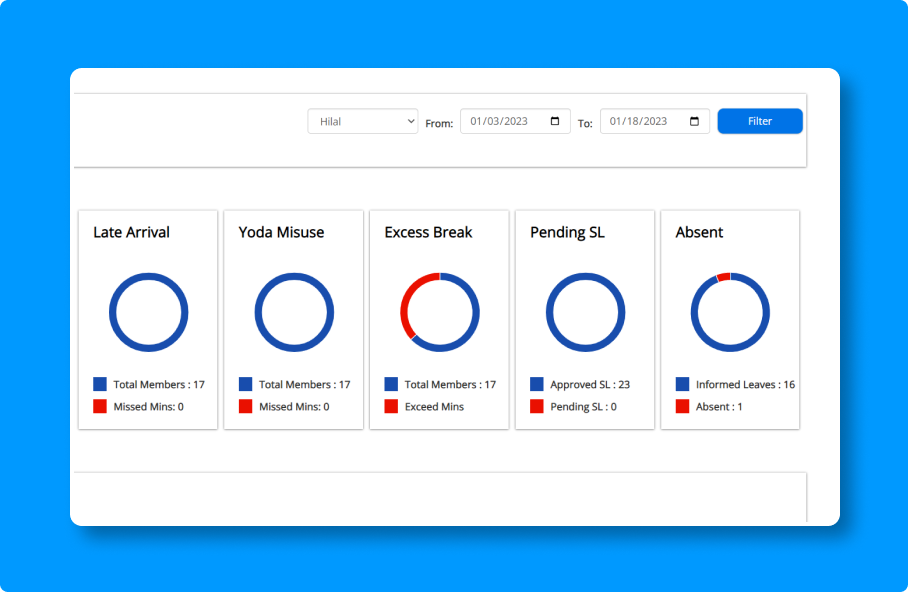 Hilal From: 01/03/2023 To: 01/18/2023 Filter
Late Arrival
Total Members : 17
Missed Mins: 0
Yoda Misuse
Total Members : 17
Missed Mins: 0
Excess Break
Total Members : 17
Exceed Mins
Pending SL
Approved SL : 23
Pending SL : 0
Absent
Informed Leaves : 16
Absent : 1